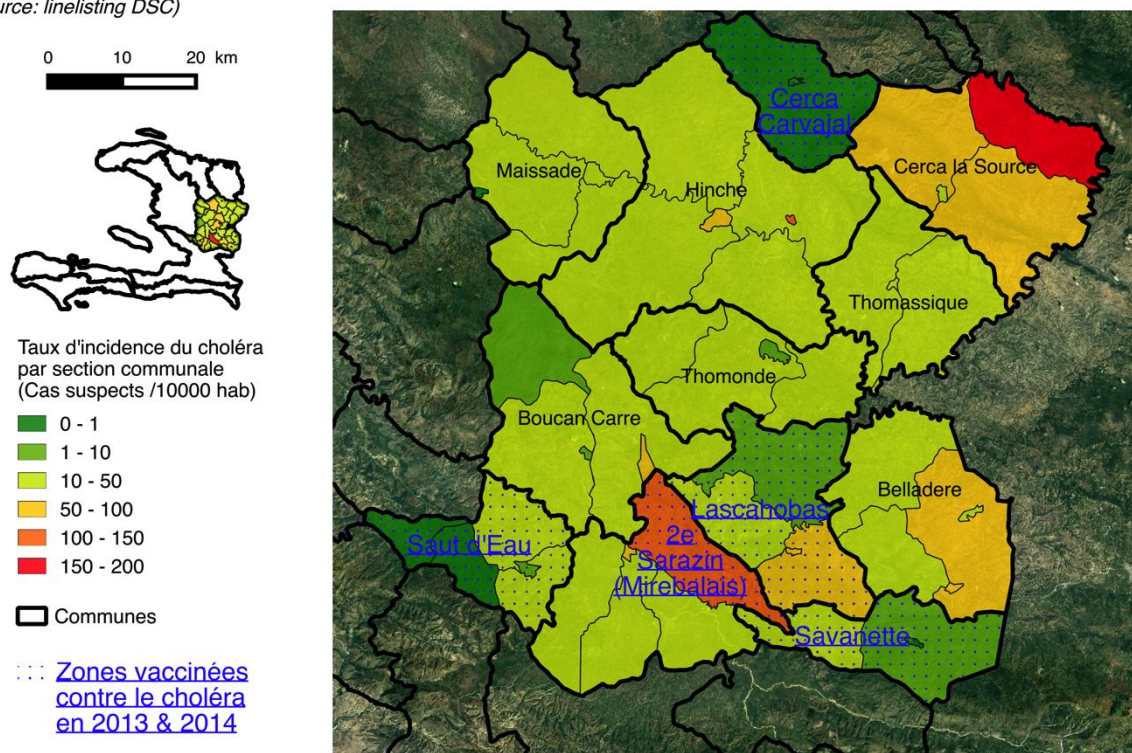 urce: linelisting DSC)
0 10 20 km
Taux d'incidence du choléra
par section communale
(Cas suspects /10000 hab)
0 - 1
1 - 10
10 - 50
50 - 100
100 - 150
150 - 200
Communes
Zones vaccinées
contre le choléra
en 2013 & 2014
Cerca
Carvajal
Maissade
Hinche
Cerca la Source
Thomassique
Thomonde
Boucan Carre
Belladere
Lascahobas
Saut d'Eau
2e
Sarazin
(Mirebalais)
Savanette